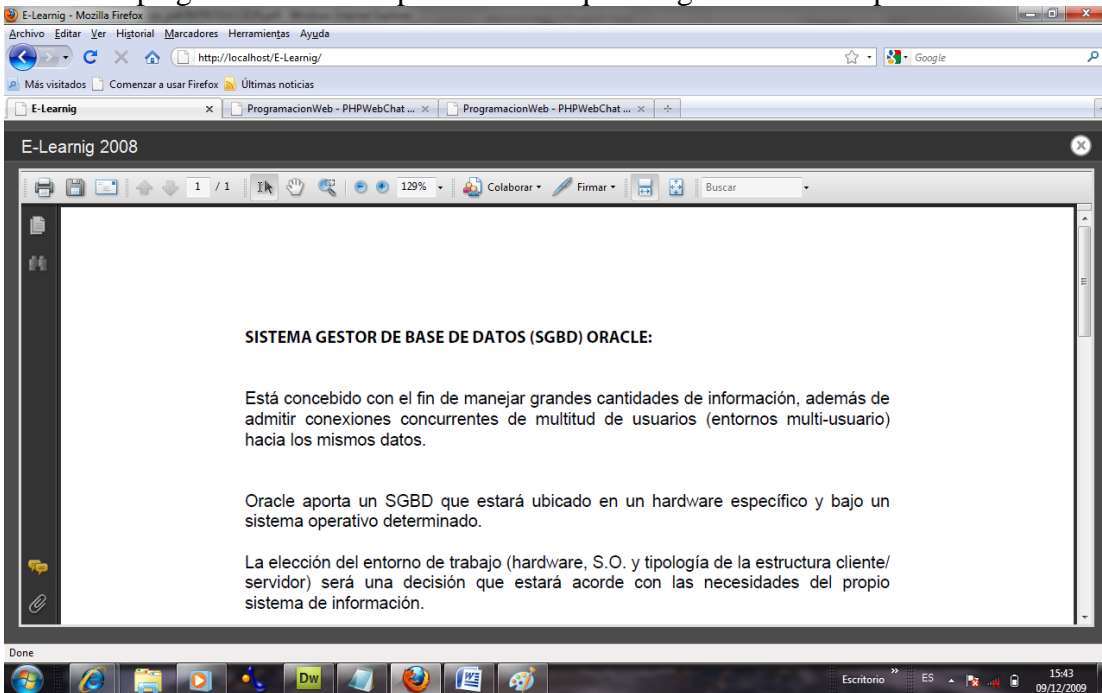 E-Learnig - Mozilla Firefox
Archivo Editar Ver Historial Marcadores Herramientas Ayuda
http://localhost/E-Learnig/
Google
Más visitados Comenzar a usar Firefox Últimas noticias
E-Learnig ProgramacionWeb - PHPWebChat ... ProgramacionWeb - PHPWebChat ...
E-Learnig 2008
1 / 1 129% Colaborar Firmar Buscar
SISTEMA GESTOR DE BASE DE DATOS (SGBD) ORACLE:
Está concebido con el fin de manejar grandes cantidades de información, además de
admitir conexiones concurrentes de multitud de usuarios (entornos multi-usuario)
hacia los mismos datos.
Oracle aporta un SGBD que estará ubicado en un hardware específico y bajo un
sistema operativo determinado.
La elección del entorno de trabajo (hardware, S.O. y tipología de la estructura cliente/
servidor) será una decisión que estará acorde con las necesidades del propio
sistema de información.
Done
Dw
Escritorio » ES 15:43
09/12/2009